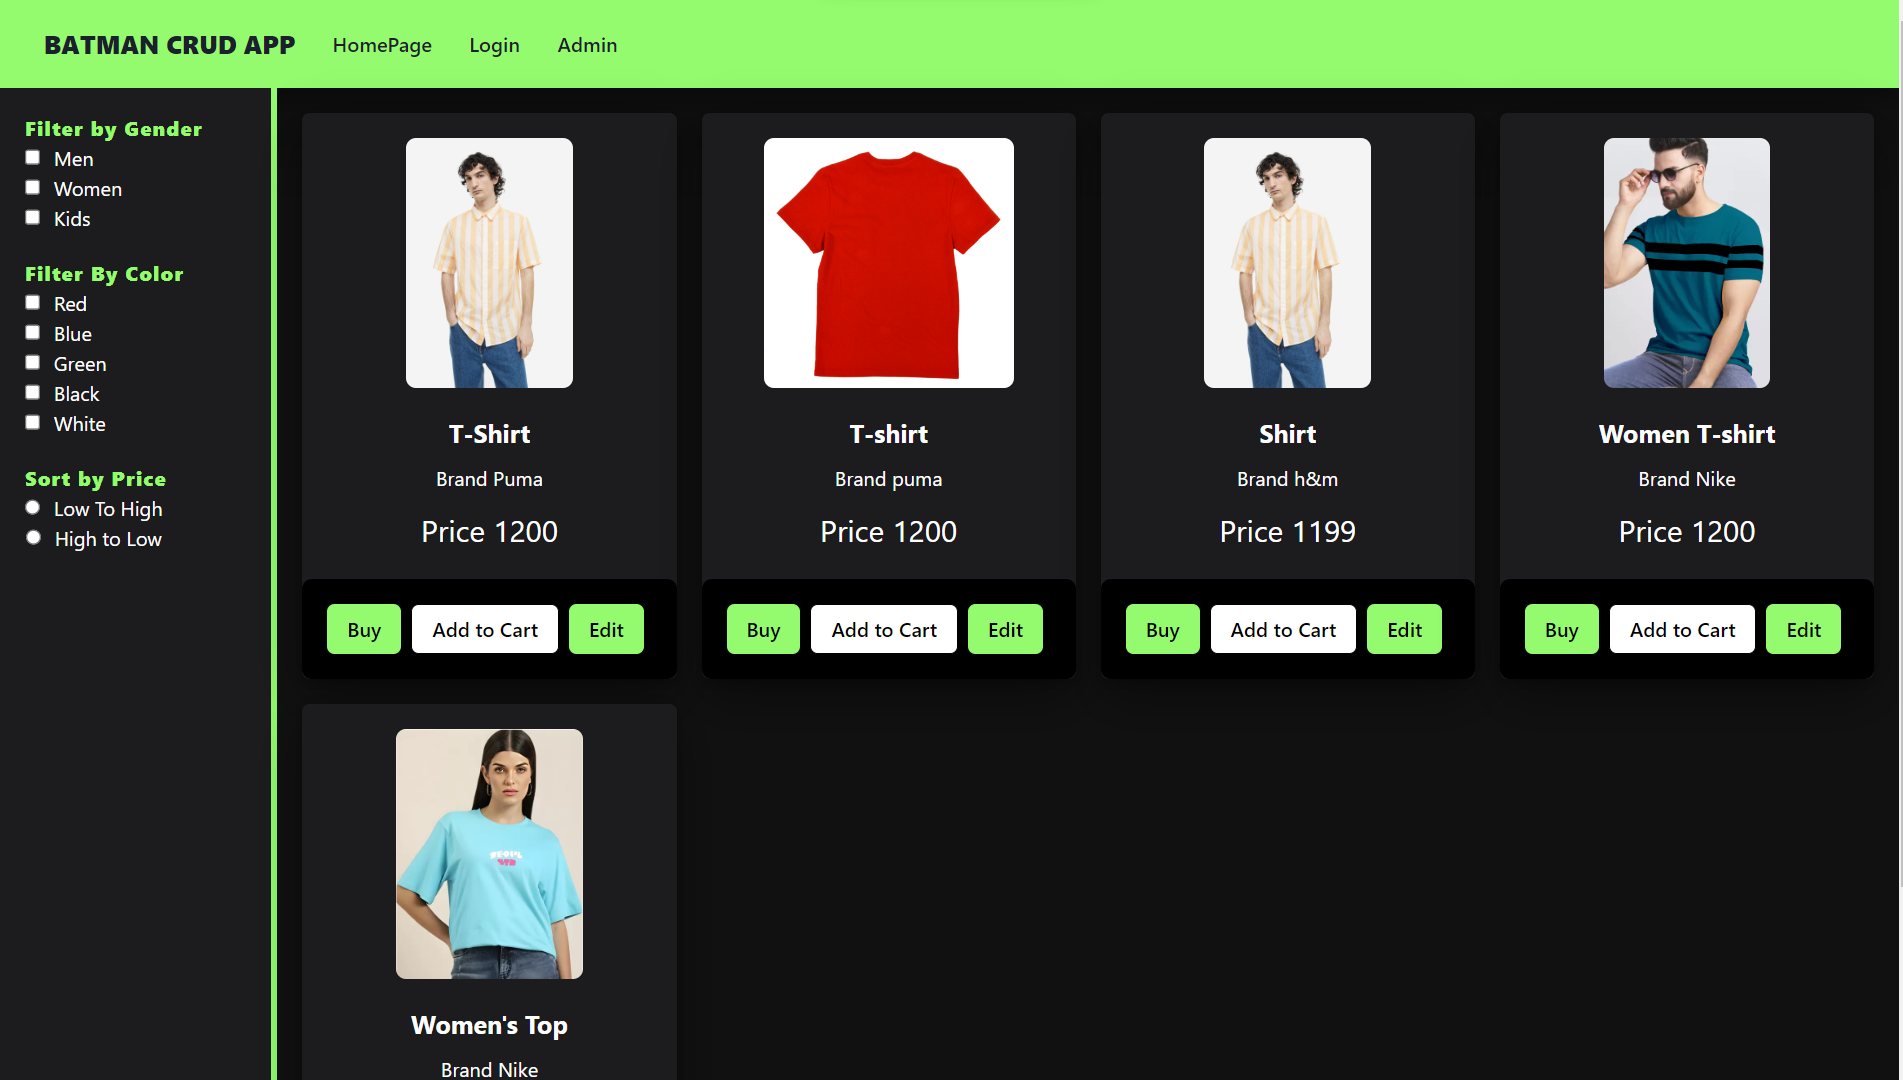 BATMAN CRUD APP HomePage Login Admin
Filter by Gender
Men
Women
Kids
Filter By Color
Red
Blue
Green
Black
White
Sort by Price
Low To High
High to Low
T-Shirt
Brand Puma
Price 1200
Buy Add to Cart Edit
T-shirt
Brand puma
Price 1200
Buy Add to Cart Edit
Shirt
Brand h&m
Price 1199
Buy Add to Cart Edit
Women T-shirt
Brand Nike
Price 1200
Buy Add to Cart Edit
Women's Top
Brand Nike